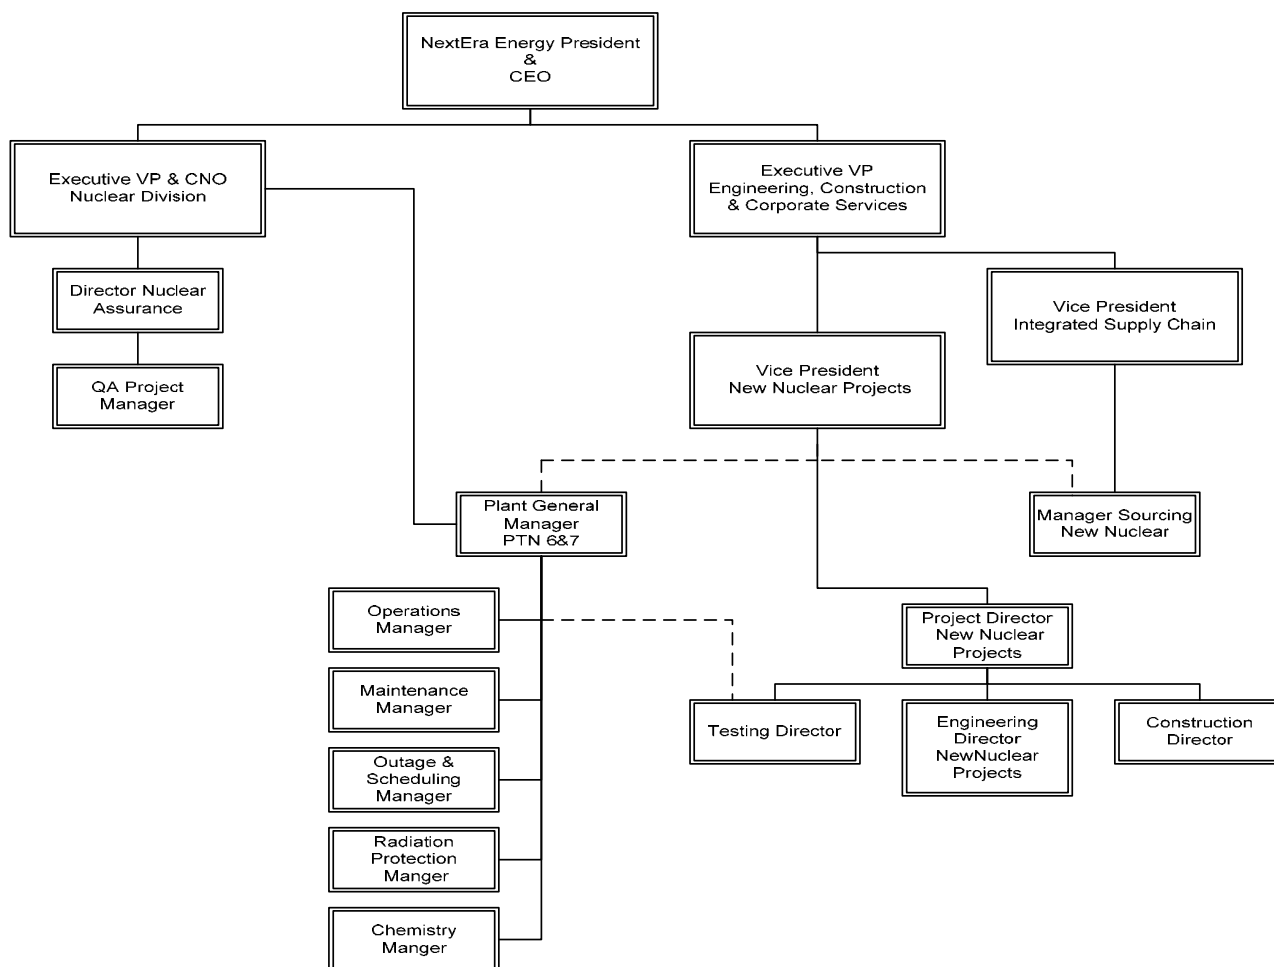 NextEra Energy President
&
CEO
Executive VP & CNO
Nuclear Division
Executive VP
Engineering, Construction
& Corporate Services
Director Nuclear
Assurance
Vice President
Integrated Supply Chain
QA Project
Manager
Vice President
New Nuclear Projects
Plant General
Manager
PTN 6&7
Manager Sourcing
New Nuclear
Operations
Manager
Project Director
New Nuclear
Projects
Maintenance
Manager
Testing Director
Engineering
Director
NewNuclear
Projects
Construction
Director
Outage &
Scheduling
Manager
Radiation
Protection
Manger
Chemistry
Manger